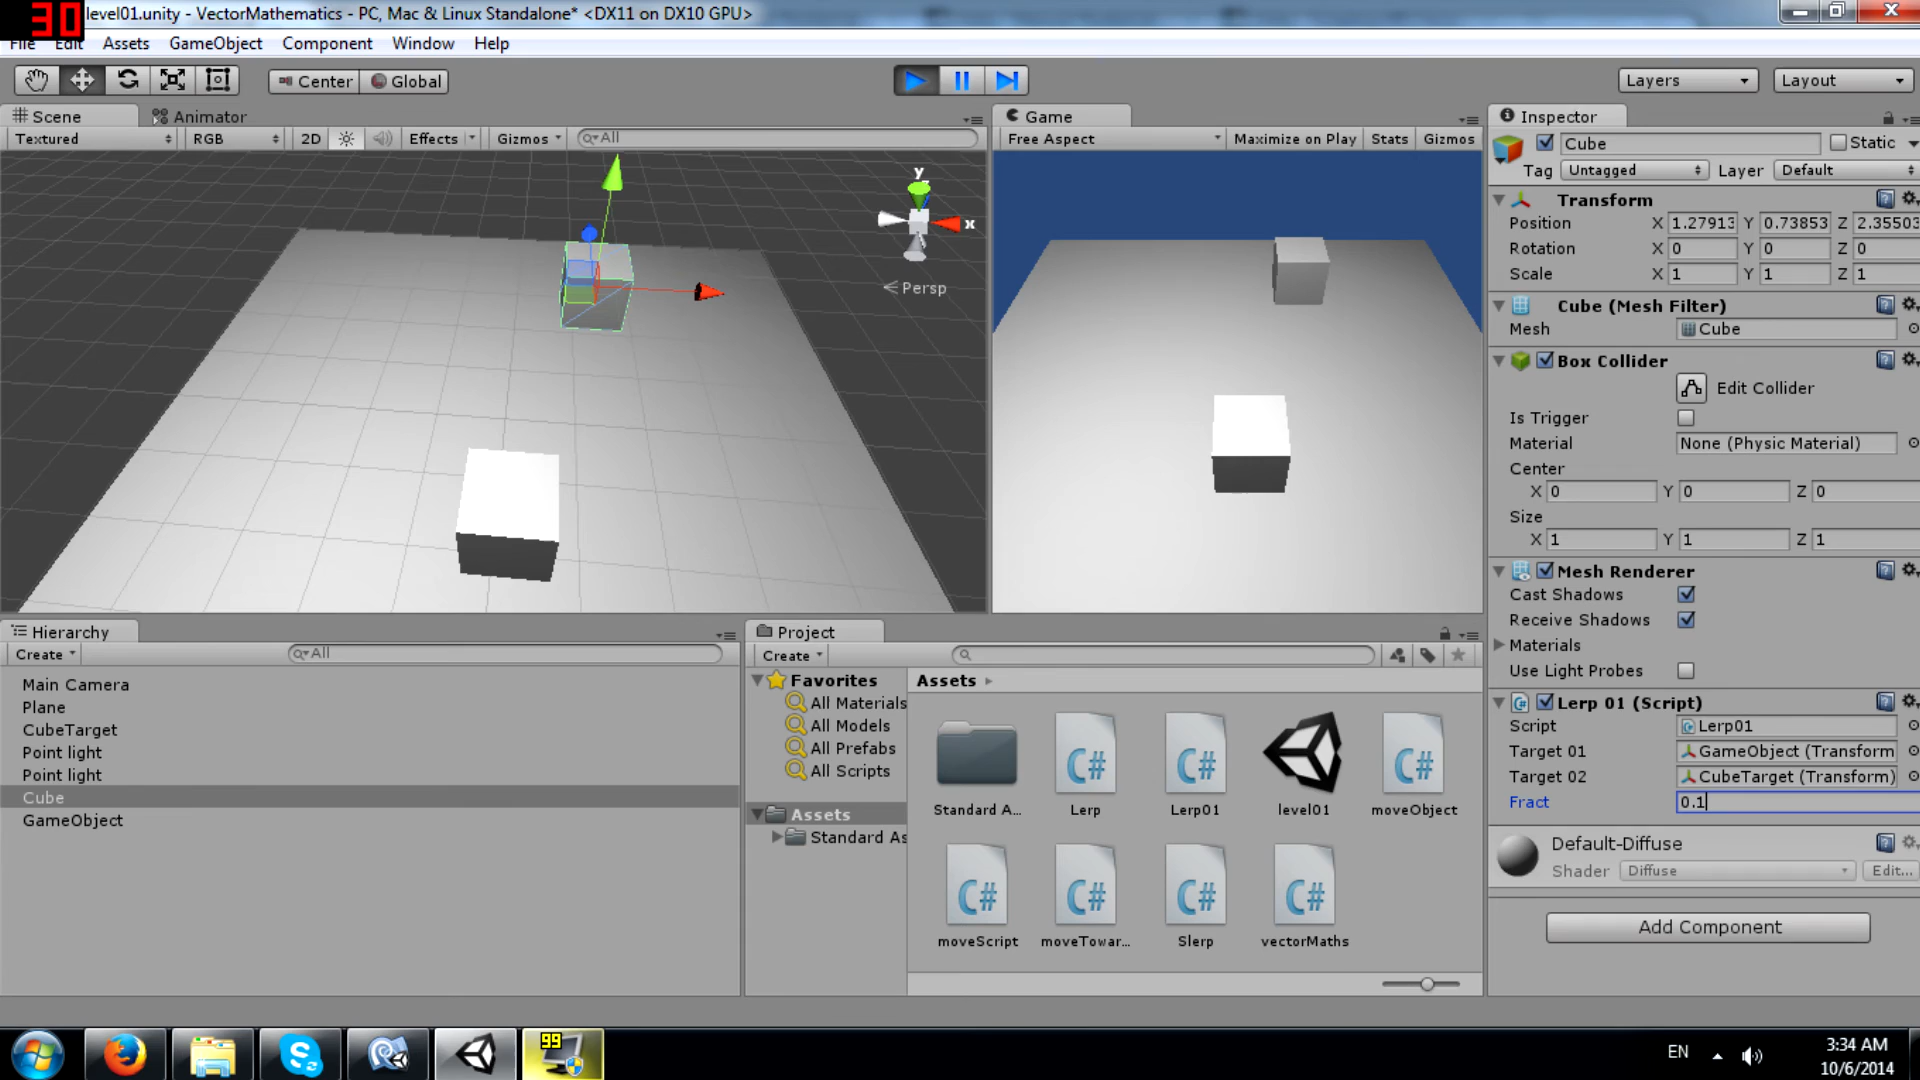 30
level01.unity - VectorMathematics - PC, Mac & Linux Standalone* <DX11 on DX10 GPU>
File Edit Assets GameObject Component Window Help
Center Global
Layers Layout
Scene Animator
Textured RGB 2D Effects Gizmos All
y
x
Persp
Game
Free Aspect Maximize on Play Stats Gizmos
Inspector
Cube Static
Tag Untagged Layer Default
Transform
Position X 1.27913 Y 0.73853 Z 2.35503
Rotation X 0 Y 0 Z 0
Scale X 1 Y 1 Z 1
Cube (Mesh Filter)
Mesh Cube
Box Collider
Edit Collider
Is Trigger
Material None (Physic Material)
Center
X 0 Y 0 Z 0
Size
X 1 Y 1 Z 1
Mesh Renderer
Cast Shadows
Receive Shadows
Materials
Use Light Probes
Lerp 01 (Script)
Script Lerp01
Target 01 GameObject (Transform
Target 02 CubeTarget (Transform)
Fract 0.1
Default-Diffuse
Shader Diffuse Edit...
Add Component
Hierarchy
Create All
Main Camera
Plane
CubeTarget
Point light
Point light
Cube
GameObject
Project
Create
Favorites
All Materials
All Models
All Prefabs
All Scripts
Assets
Standard As
Assets
Standard A...
C# Lerp
C# Lerp01
level01
C# moveObject
C# moveScript
C# moveTowar...
C# Slerp
C# vectorMaths
99
EN
3:34 AM
10/6/2014